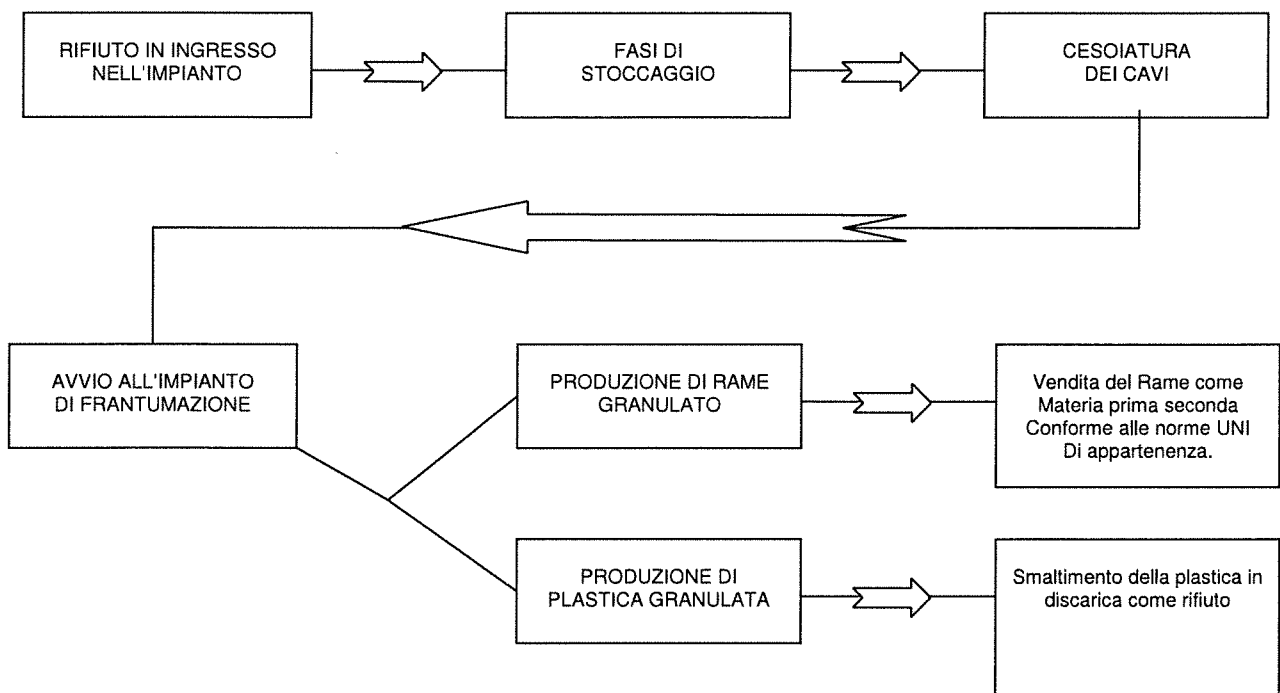 RIFIUTO IN INGRESSO
NELL'IMPIANTO
FASI DI
STOCCAGGIO
CESOIATURA
DEI CAVI
AVVIO ALL'IMPIANTO
DI FRANTUMAZIONE
PRODUZIONE DI RAME
GRANULATO
Vendita del Rame come
Materia prima seconda
Conforme alle norme UNI
Di appartenenza.
PRODUZIONE DI
PLASTICA GRANULATA
Smaltimento della plastica in
discarica come rifiuto